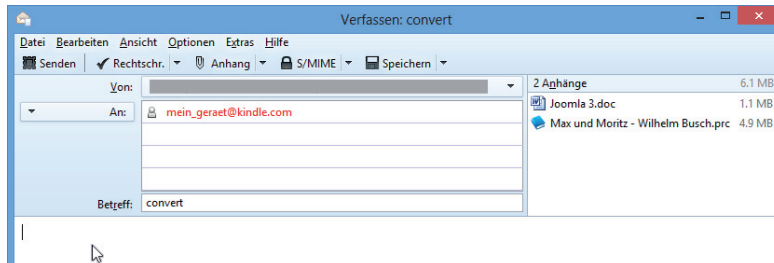 Verfassen: convert
Datei Bearbeiten Ansicht Optionen Extras Hilfe
Senden Rechtschr. Anhang S/MIME Speichern
Von:
2 Anhänge 6.1 MB
An: mein_geraet@kindle.com
Joomla 3.doc 1.1 MB
Max und Moritz - Wilhelm Busch.prc 4.9 MB
Betreff: convert